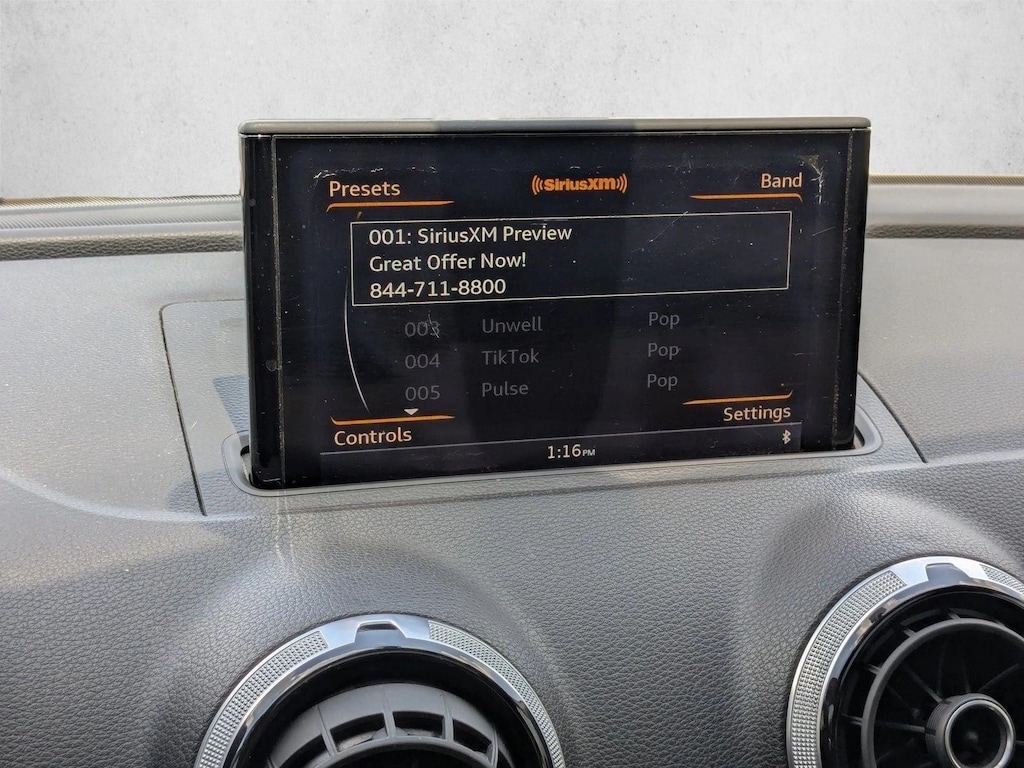 Presets
SiriusXM
Band
001: SiriusXM Preview
Great Offer Now!
844-711-8800
003 Unwell Pop
004 TikTok Pop
005 Pulse Pop
Controls
Settings
1:16PM